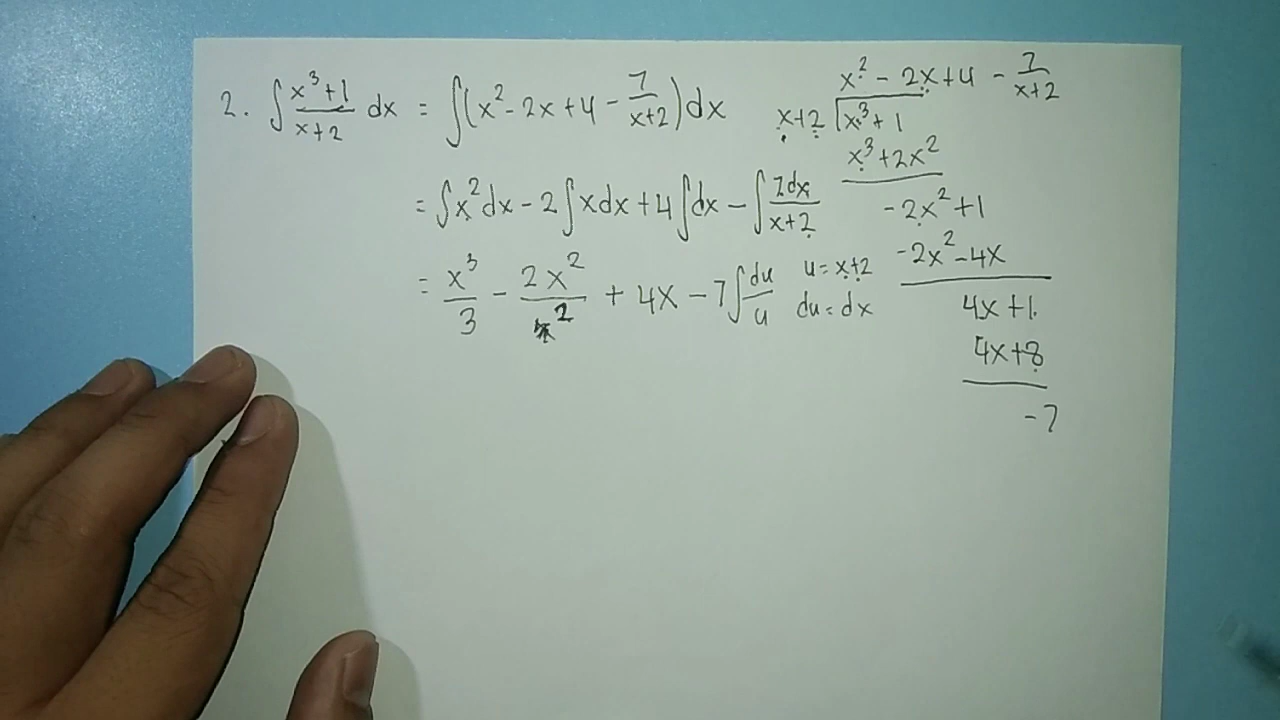 2. ∫ x³+1 / x+2 dx = ∫(x² - 2x + 4 - 7/x+2) dx
= ∫x²dx - 2∫xdx + 4∫dx - ∫ 7dx / x+2
= x³/3 - 2x²/2 + 4x - 7∫ du/u
u = x+2
du = dx
x² - 2x + 4 - 7/x+2
x+2 x³+1
x³+2x²
-2x²+1
-2x²-4x
4x+1
4x+8
-7